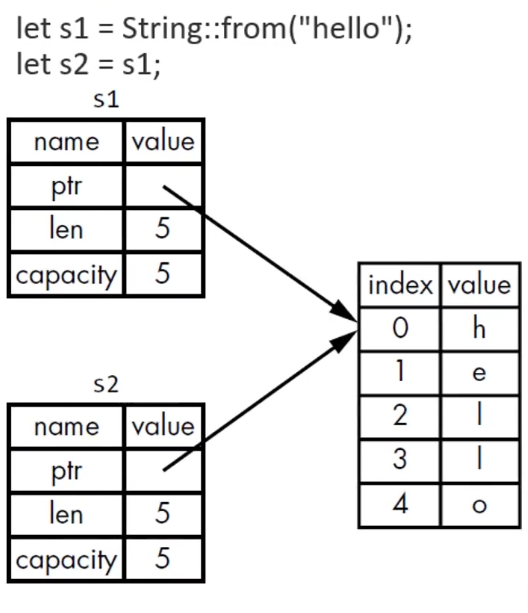 let s1 = String::from("hello");
let s2 = s1;
s1
name value
ptr
len 5
capacity 5
index value
0 h
1 e
2 l
3 l
4 o
s2
name value
ptr
len 5
capacity 5